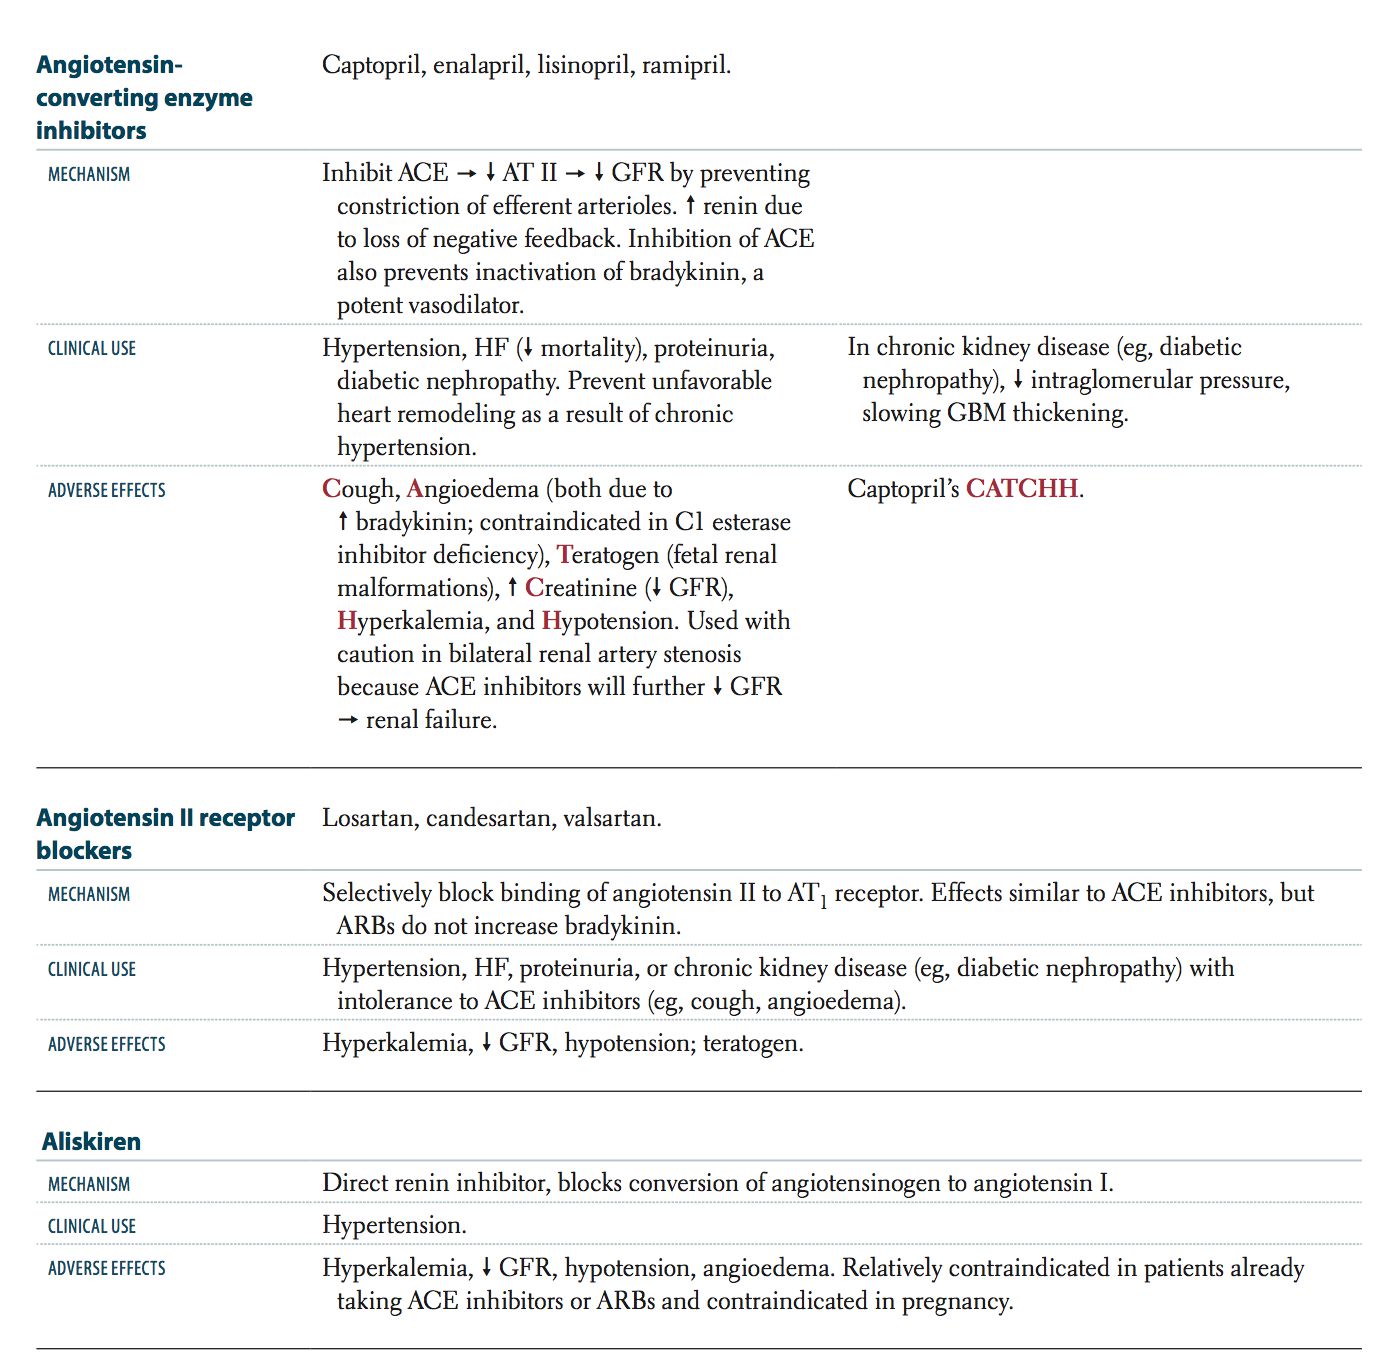 Angiotensin-
converting enzyme
inhibitors
Captopril, enalapril, lisinopril, ramipril.
MECHANISM
Inhibit ACE → ↓ AT II → ↓ GFR by preventing
constriction of efferent arterioles. ↑ renin due
to loss of negative feedback. Inhibition of ACE
also prevents inactivation of bradykinin, a
potent vasodilator.
CLINICAL USE
Hypertension, HF (↓ mortality), proteinuria,
diabetic nephropathy. Prevent unfavorable
heart remodeling as a result of chronic
hypertension.
In chronic kidney disease (eg, diabetic
nephropathy), ↓ intraglomerular pressure,
slowing GBM thickening.
ADVERSE EFFECTS
Cough, Angioedema (both due to
↑ bradykinin; contraindicated in C1 esterase
inhibitor deficiency), Teratogen (fetal renal
malformations), ↑ Creatinine (↓ GFR),
Hyperkalemia, and Hypotension. Used with
caution in bilateral renal artery stenosis
because ACE inhibitors will further ↓ GFR
→ renal failure.
Captopril's CATCHH.
Angiotensin II receptor
blockers
Losartan, candesartan, valsartan.
MECHANISM
Selectively block binding of angiotensin II to AT₁ receptor. Effects similar to ACE inhibitors, but
ARBs do not increase bradykinin.
CLINICAL USE
Hypertension, HF, proteinuria, or chronic kidney disease (eg, diabetic nephropathy) with
intolerance to ACE inhibitors (eg, cough, angioedema).
ADVERSE EFFECTS
Hyperkalemia, ↓ GFR, hypotension; teratogen.
Aliskiren
MECHANISM
Direct renin inhibitor, blocks conversion of angiotensinogen to angiotensin I.
CLINICAL USE
Hypertension.
ADVERSE EFFECTS
Hyperkalemia, ↓ GFR, hypotension, angioedema. Relatively contraindicated in patients already
taking ACE inhibitors or ARBs and contraindicated in pregnancy.